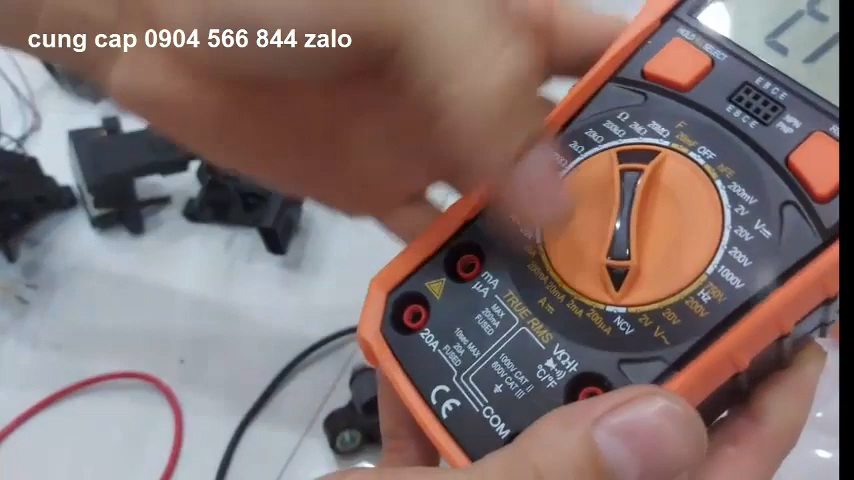 cung cap 0904 566 844 zalo
HOLD SELECT
E B C E
NPN
PNP
E B C E
Ω
200kΩ
2MΩ
20MΩ
20kΩ
2kΩ
F
20mF
OFF
hFE
200mV
2V
20V
200V
1000V
V
Hz
750V
200V
20V
2V
V~
NCV
200μA
2mA
20mA
200mA
A
mA
μA
MAX
200mA
FUSED
TRUE RMS
20A
10sec MAX
20A
FUSED
1000V CAT II
600V CAT III
VΩ
°C/°F
CE
COM